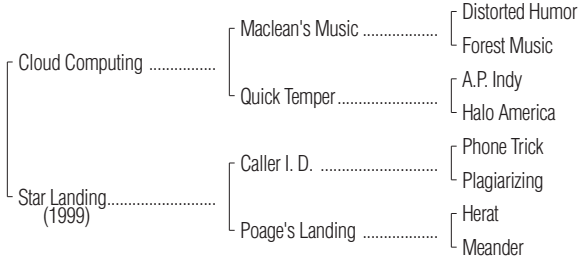 Distorted Humor
Maclean's Music ..................
Forest Music
Cloud Computing ................
A.P. Indy
Quick Temper........................
Halo America
Phone Trick
Caller I. D. ............................
Plagiarizing
Star Landing..........................
(1999)
Herat
Poage's Landing ..................
Meander